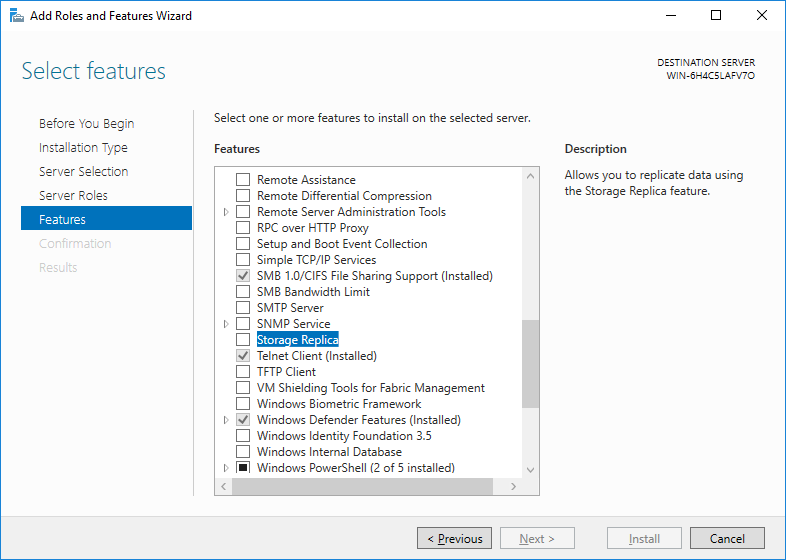 Add Roles and Features Wizard
Select features
DESTINATION SERVER
WIN-6H4C5LAFV7O
Before You Begin
Installation Type
Server Selection
Server Roles
Features
Confirmation
Results
Select one or more features to install on the selected server.
Features
Remote Assistance
Remote Differential Compression
Remote Server Administration Tools
RPC over HTTP Proxy
Setup and Boot Event Collection
Simple TCP/IP Services
SMB 1.0/CIFS File Sharing Support (Installed)
SMB Bandwidth Limit
SMTP Server
SNMP Service
Storage Replica
Telnet Client (Installed)
TFTP Client
VM Shielding Tools for Fabric Management
Windows Biometric Framework
Windows Defender Features (Installed)
Windows Identity Foundation 3.5
Windows Internal Database
Windows PowerShell (2 of 5 installed)
Description
Allows you to replicate data using
the Storage Replica feature.
< Previous
Next >
Install
Cancel